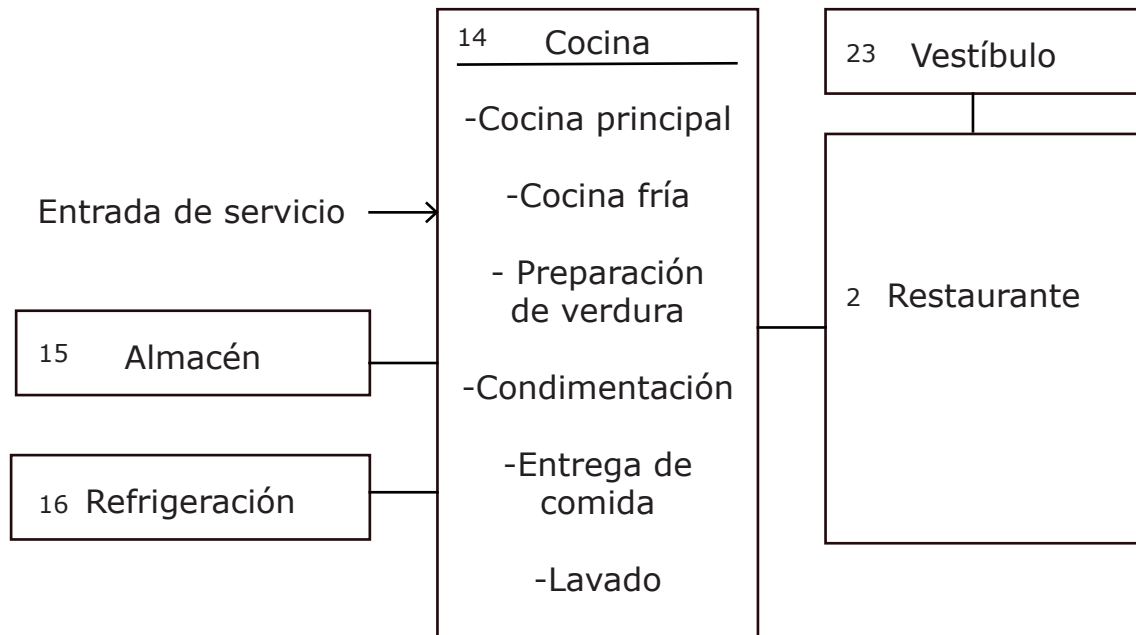 14 Cocina
-Cocina principal
-Cocina fría
- Preparación
de verdura
-Condimentación
-Entrega de
comida
-Lavado
Entrada de servicio
15 Almacén
16 Refrigeración
23 Vestíbulo
2 Restaurante